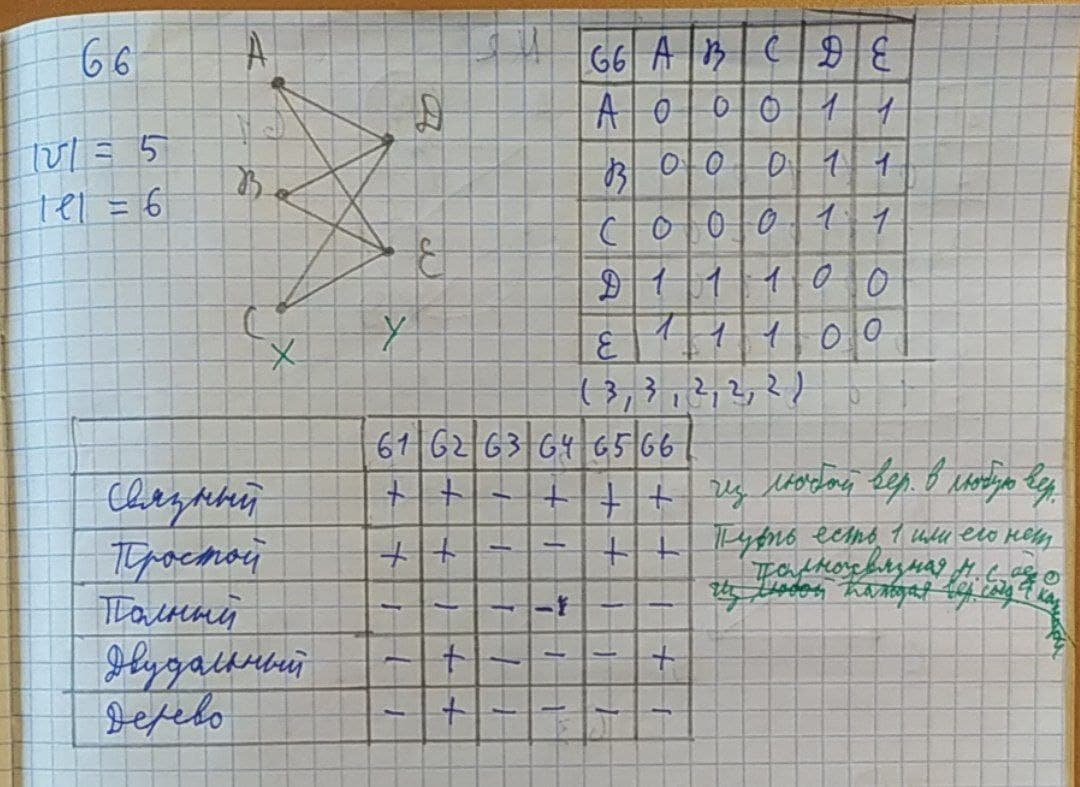 G6
|V| = 5
|e| = 6
A
B
C
D
E
X
Y
G6 A B C D E
A 0 0 0 1 1
B 0 0 0 1 1
C 0 0 0 1 1
D 1 1 1 0 0
E 1 1 1 0 0
(3, 3, 2, 2, 2)
G1 G2 G3 G4 G5 G6
Связный + + - + + +
Простой + + - - + +
Полный - - - - - -
Двудольный - + - - - +
Дерево - + - - - -
из любой вер. в любую вер.
Путь есть 1 или его нет
полносвязная м. с
из любой каждая вер. соед. с